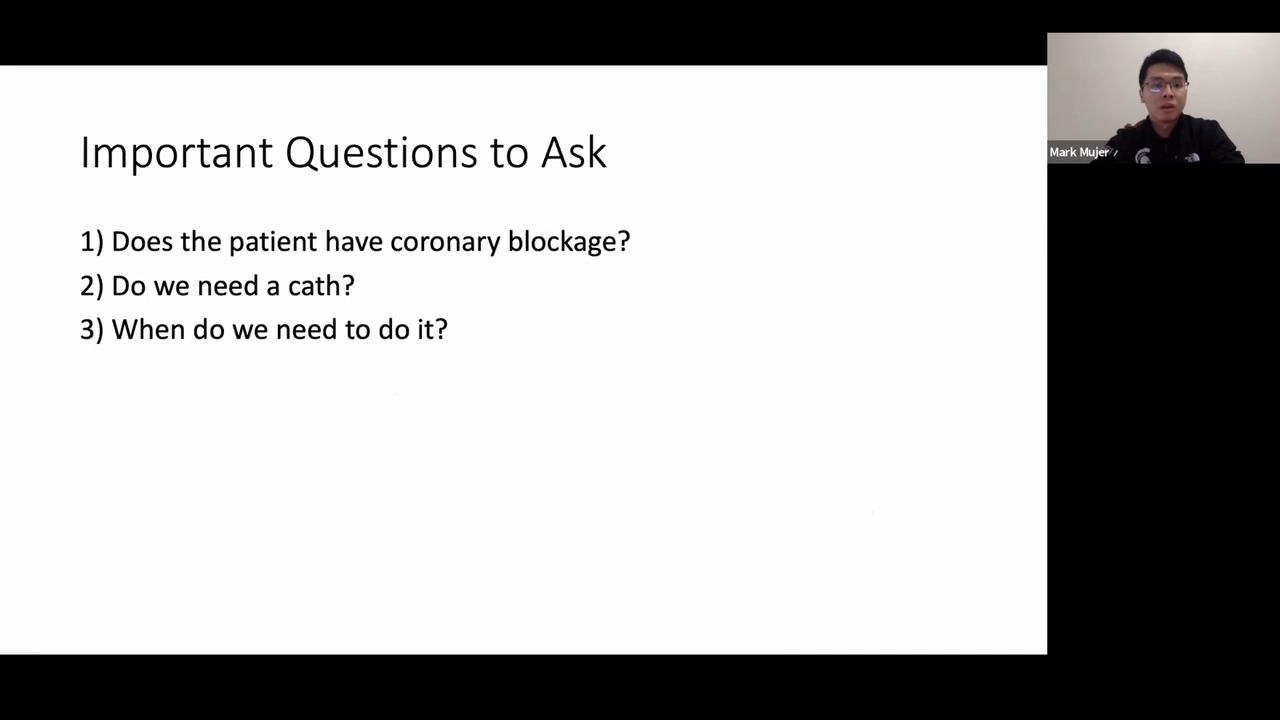 Important Questions to Ask
1) Does the patient have coronary blockage?
2) Do we need a cath?
3) When do we need to do it?
Mark Mujer